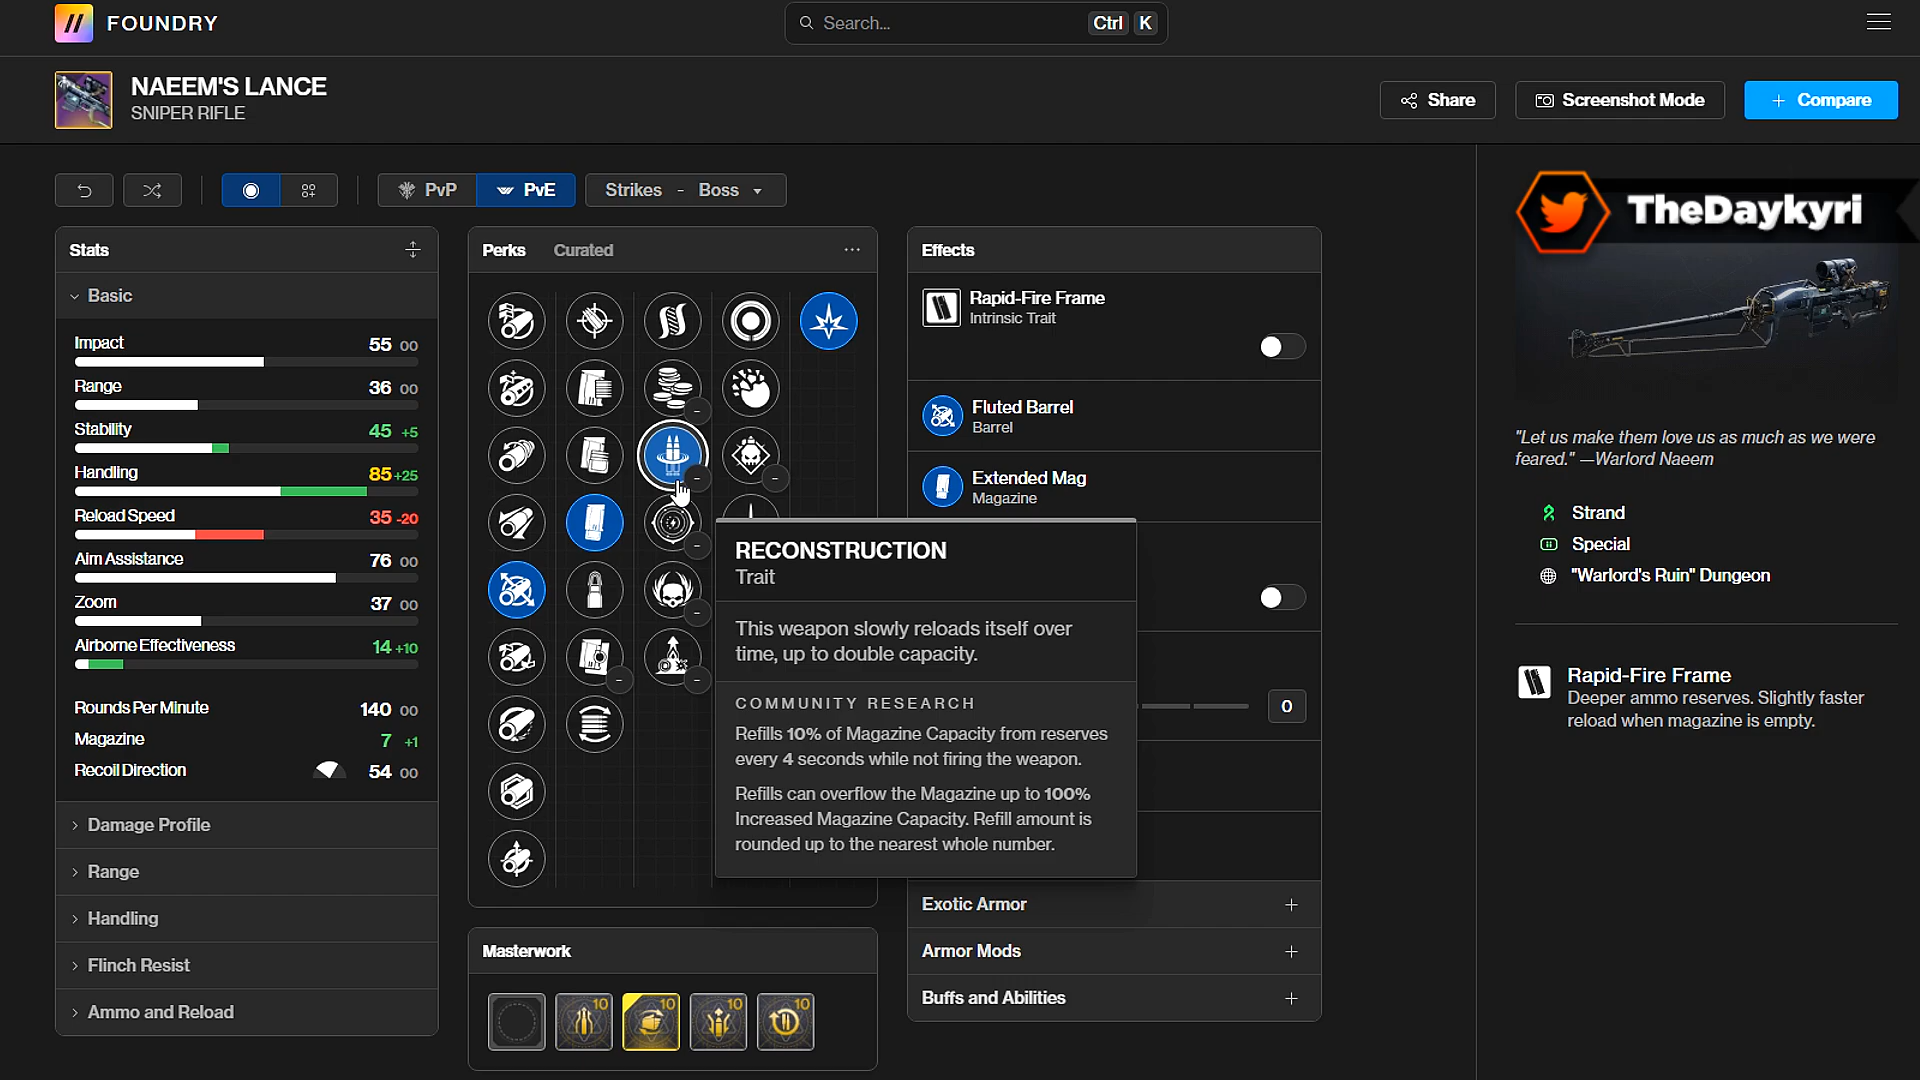 FOUNDRY
Search...
Ctrl K
NAEEM'S LANCE
SNIPER RIFLE
Share
Screenshot Mode
Compare
PvP
PvE
Strikes - Boss
TheDaykyri
Stats
Basic
Impact 55 00
Range 36 00
Stability 45 +5
Handling 85 +25
Reload Speed 35 -20
Aim Assistance 76 00
Zoom 37 00
Airborne Effectiveness 14 +10
Rounds Per Minute 140 00
Magazine 7 +1
Recoil Direction 54 00
Damage Profile
Range
Handling
Flinch Resist
Ammo and Reload
Perks
Curated
RECONSTRUCTION
Trait
This weapon slowly reloads itself over
time, up to double capacity.
COMMUNITY RESEARCH
Refills 10% of Magazine Capacity from reserves
every 4 seconds while not firing the weapon.
Refills can overflow the Magazine up to 100%
Increased Magazine Capacity. Refill amount is
rounded up to the nearest whole number.
Masterwork
10
10
10
10
Effects
Rapid-Fire Frame
Intrinsic Trait
Fluted Barrel
Barrel
Extended Mag
Magazine
0
Exotic Armor
Armor Mods
Buffs and Abilities
"Let us make them love us as much as we were
feared." —Warlord Naeem
Strand
Special
"Warlord's Ruin" Dungeon
Rapid-Fire Frame
Deeper ammo reserves. Slightly faster
reload when magazine is empty.